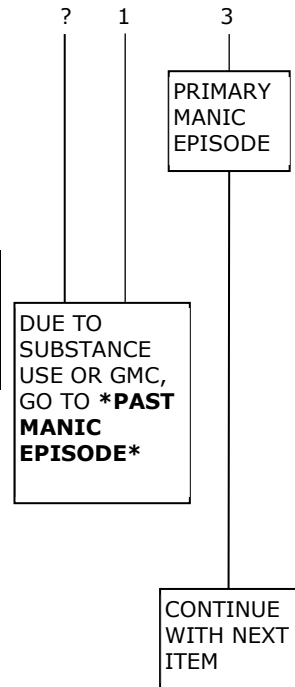 ? 1 3
PRIMARY
MANIC
EPISODE
DUE TO
SUBSTANCE
USE OR GMC,
GO TO *PAST
MANIC
EPISODE*
CONTINUE
WITH NEXT
ITEM